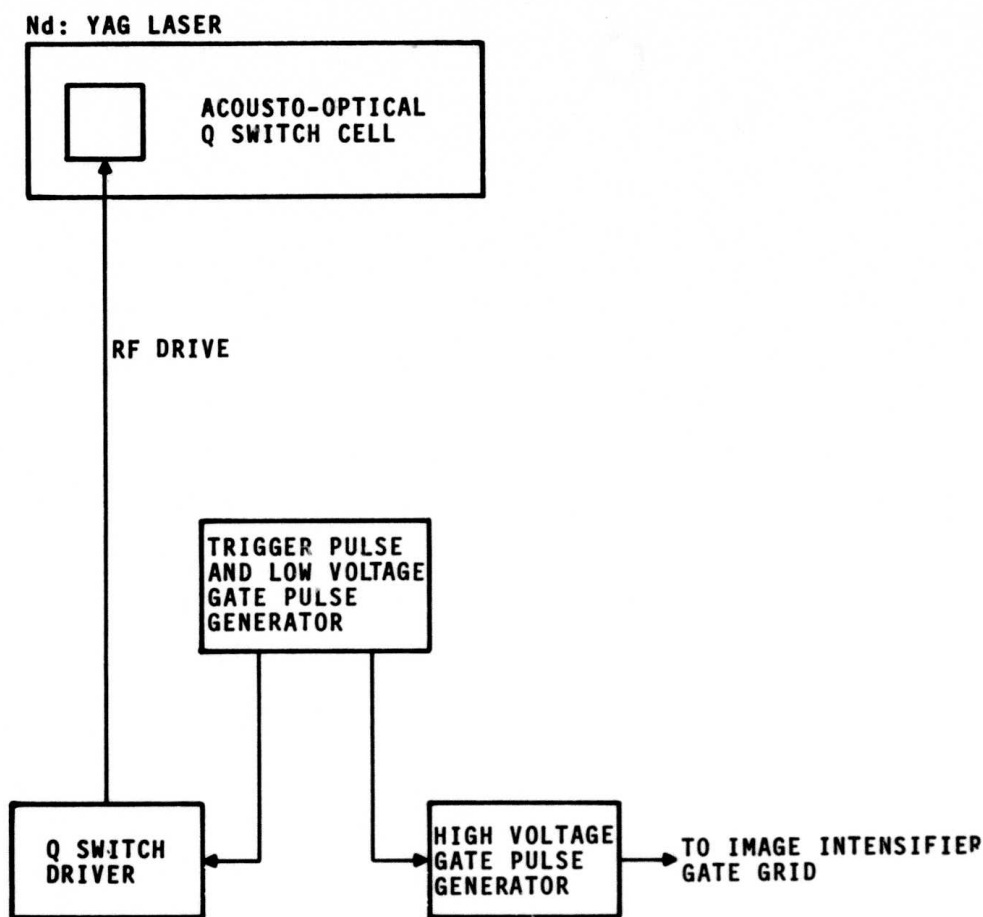 Nd: YAG LASER
ACOUSTO-OPTICAL
Q SWITCH CELL
RF DRIVE
TRIGGER PULSE
AND LOW VOLTAGE
GATE PULSE
GENERATOR
Q SWITCH
DRIVER
HIGH VOLTAGE
GATE PULSE
GENERATOR
TO IMAGE INTENSIFIER
GATE GRID